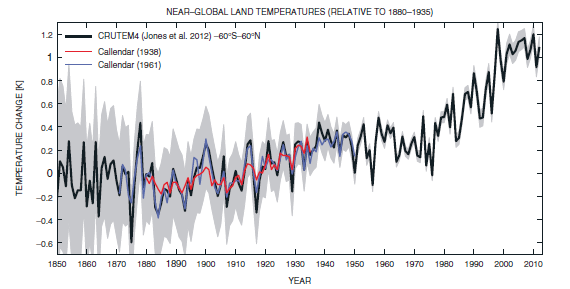 NEAR–GLOBAL LAND TEMPERATURES (RELATIVE TO 1880–1935)
CRUTEM4 (Jones et al. 2012) –60°S–60°N
Callendar (1938)
Callendar (1961)
TEMPERATURE CHANGE [K]
1.2
1
0.8
0.6
0.4
0.2
0
−0.2
−0.4
−0.6
1850 1860 1870 1880 1890 1900 1910 1920 1930 1940 1950 1960 1970 1980 1990 2000 2010
YEAR